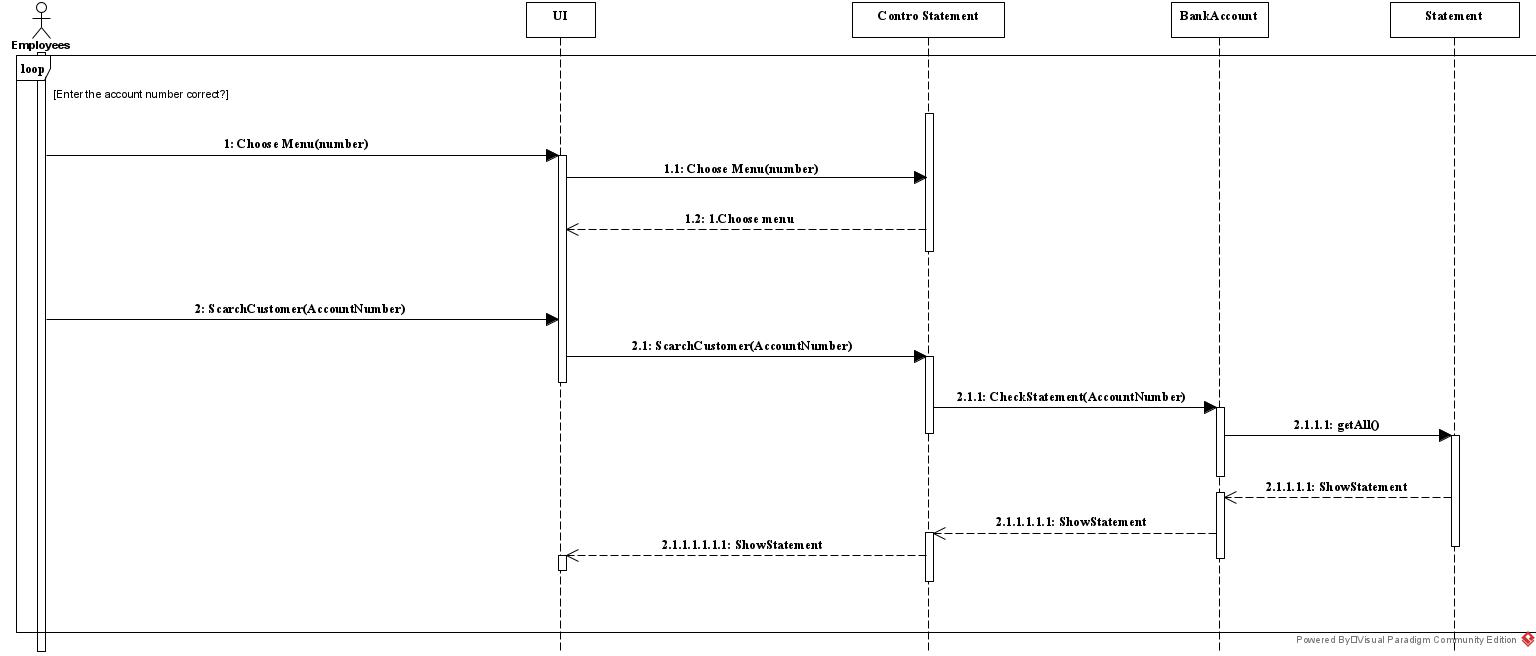 Employees
UI
Contro Statement
BankAccount
Statement
loop
[Enter the account number correct?]
1: Choose Menu(number)
1.1: Choose Menu(number)
1.2: 1.Choose menu
2: ScarchCustomer(AccountNumber)
2.1: ScarchCustomer(AccountNumber)
2.1.1: CheckStatement(AccountNumber)
2.1.1.1: getAll()
2.1.1.1.1: ShowStatement
2.1.1.1.1.1: ShowStatement
2.1.1.1.1.1.1: ShowStatement
Powered By□Visual Paradigm Community Edition